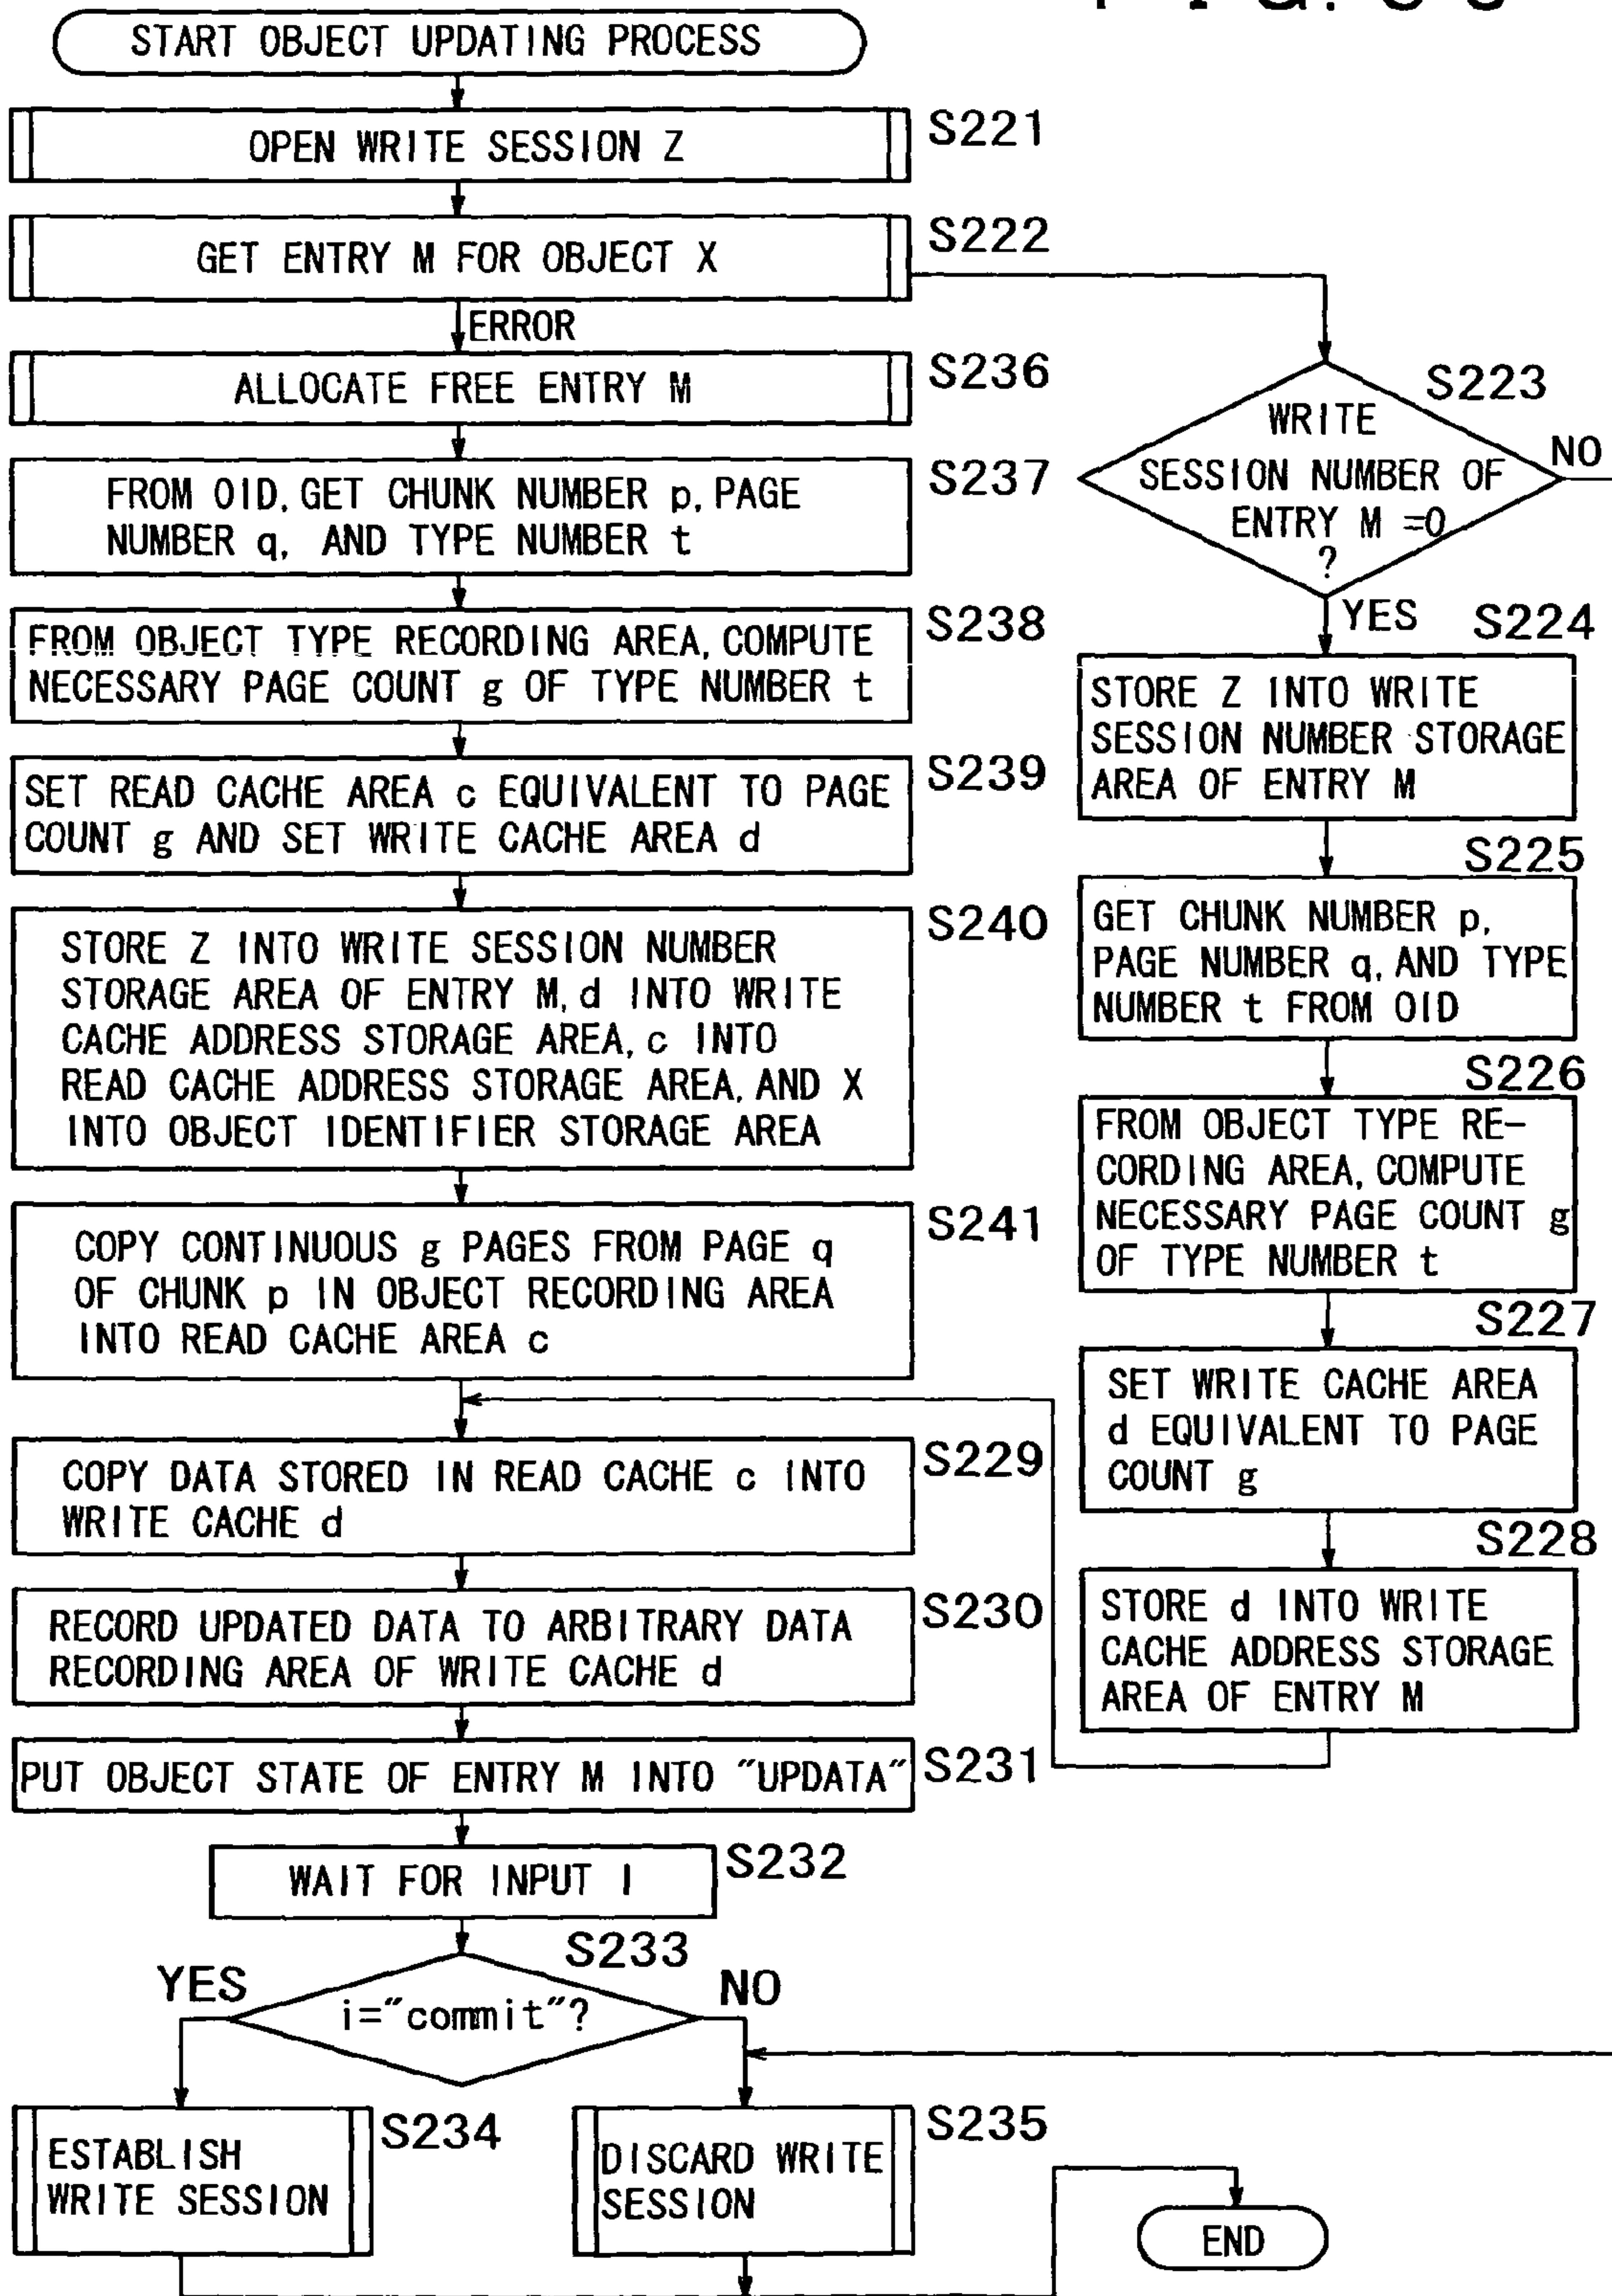 START OBJECT UPDATING PROCESS
OPEN WRITE SESSION Z
S221
GET ENTRY M FOR OBJECT X
S222
ERROR
ALLOCATE FREE ENTRY M
S236
FROM OID, GET CHUNK NUMBER p, PAGE
NUMBER q, AND TYPE NUMBER t
S237
FROM OBJECT TYPE RECORDING AREA, COMPUTE
NECESSARY PAGE COUNT g OF TYPE NUMBER t
S238
SET READ CACHE AREA c EQUIVALENT TO PAGE
COUNT g AND SET WRITE CACHE AREA d
S239
STORE Z INTO WRITE SESSION NUMBER
STORAGE AREA OF ENTRY M, d INTO WRITE
CACHE ADDRESS STORAGE AREA, c INTO
READ CACHE ADDRESS STORAGE AREA, AND X
INTO OBJECT IDENTIFIER STORAGE AREA
S240
COPY CONTINUOUS g PAGES FROM PAGE q
OF CHUNK p IN OBJECT RECORDING AREA
INTO READ CACHE AREA c
S241
S223
WRITE
SESSION NUMBER OF
ENTRY M =0
?
NO
YES
S224
STORE Z INTO WRITE
SESSION NUMBER STORAGE
AREA OF ENTRY M
S225
GET CHUNK NUMBER p,
PAGE NUMBER q, AND TYPE
NUMBER t FROM OID
S226
FROM OBJECT TYPE RE-
CORDING AREA, COMPUTE
NECESSARY PAGE COUNT g
OF TYPE NUMBER t
S227
SET WRITE CACHE AREA
d EQUIVALENT TO PAGE
COUNT g
S228
STORE d INTO WRITE
CACHE ADDRESS STORAGE
AREA OF ENTRY M
COPY DATA STORED IN READ CACHE c INTO
WRITE CACHE d
S229
RECORD UPDATED DATA TO ARBITRARY DATA
RECORDING AREA OF WRITE CACHE d
S230
PUT OBJECT STATE OF ENTRY M INTO "UPDATA"
S231
WAIT FOR INPUT I
S232
S233
YES
i="commit"?
NO
ESTABLISH
WRITE SESSION
S234
DISCARD WRITE
SESSION
S235
END